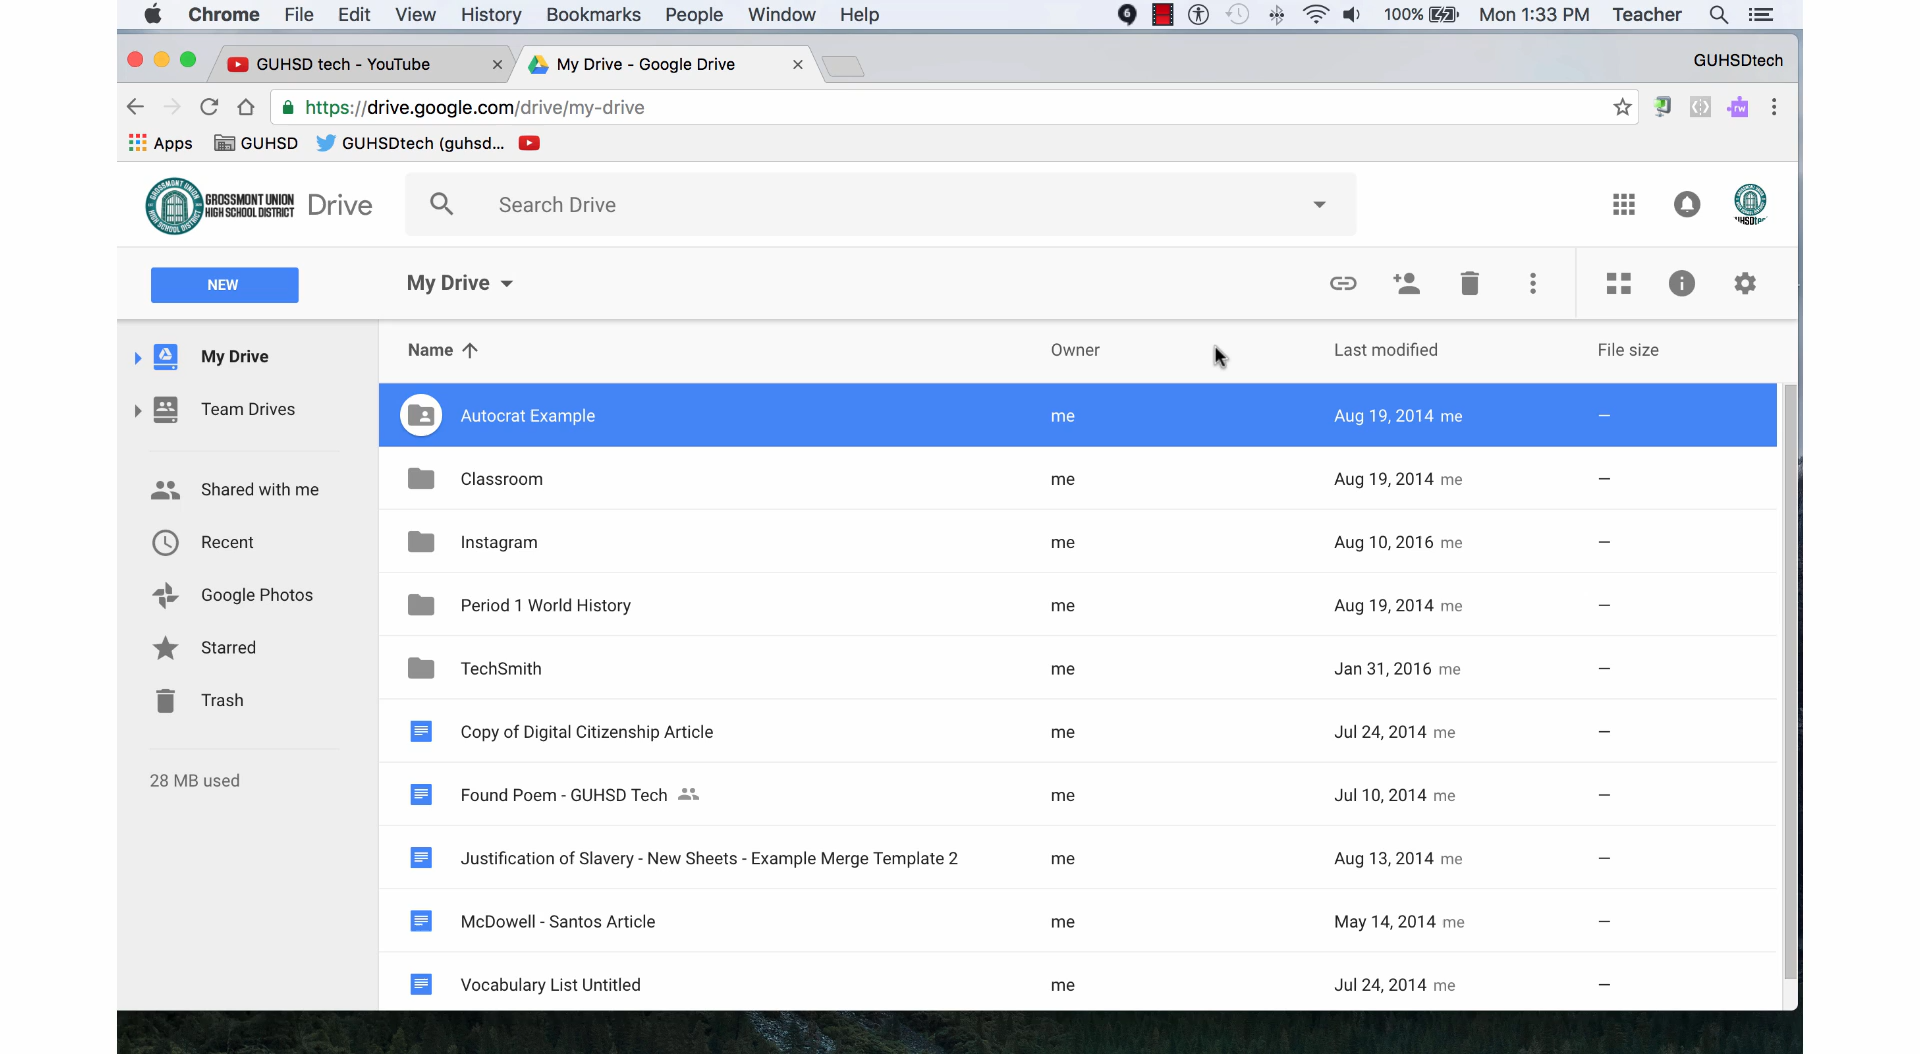 Chrome File Edit View History Bookmarks People Window Help 6 100% Mon 1:33 PM Teacher
GUHSD tech - YouTube My Drive - Google Drive GUHSDtech
https://drive.google.com/drive/my-drive rw
Apps GUHSD GUHSDtech (guhsd...
GROSSMONT UNION
HIGH SCHOOL DISTRICT
Drive Search Drive
NEW My Drive
My Drive
Team Drives
Shared with me
Recent
Google Photos
Starred
Trash
28 MB used
Name Owner Last modified File size
Autocrat Example me Aug 19, 2014 me –
Classroom me Aug 19, 2014 me –
Instagram me Aug 10, 2016 me –
Period 1 World History me Aug 19, 2014 me –
TechSmith me Jan 31, 2016 me –
Copy of Digital Citizenship Article me Jul 24, 2014 me –
Found Poem - GUHSD Tech me Jul 10, 2014 me –
Justification of Slavery - New Sheets - Example Merge Template 2 me Aug 13, 2014 me –
McDowell - Santos Article me May 14, 2014 me –
Vocabulary List Untitled me Jul 24, 2014 me –